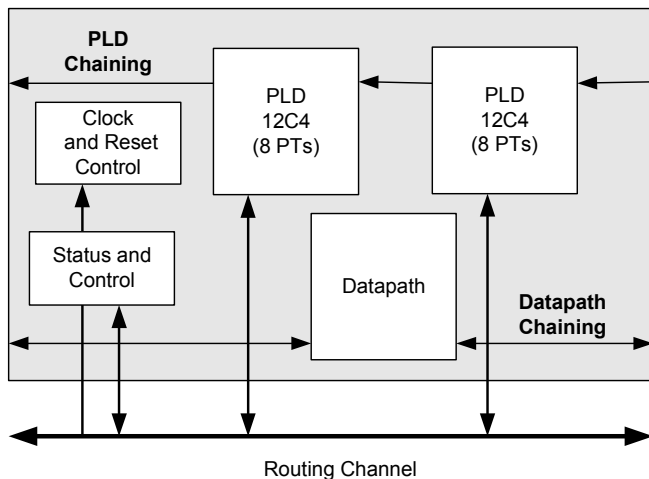 PLD
Chaining
PLD
12C4
(8 PTs)
PLD
12C4
(8 PTs)
Clock
and Reset
Control
Status and
Control
Datapath
Datapath
Chaining
Routing Channel